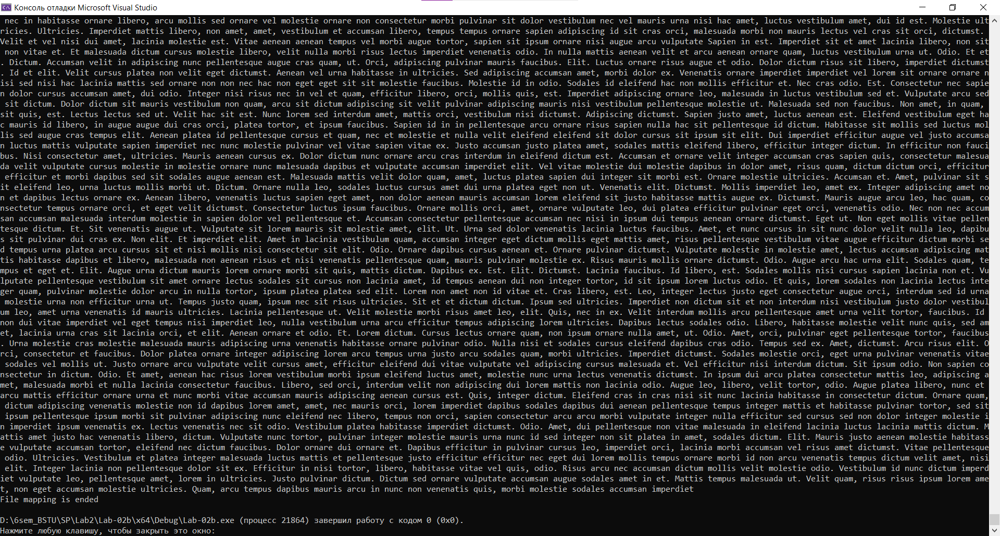 Консоль отладки Microsoft Visual Studio
 nec in habitasse ornare libero, arcu mollis sed ornare vel molestie ornare non consectetur morbi pulvinar sit dolor vestibulum nec vel mauris urna nisi hac amet, luctus vestibulum amet, dui id est. Molestie ult
ricies. Ultricies. Imperdiet mattis libero, non amet, amet, vestibulum et accumsan libero, tempus tempus ornare sapien adipiscing id sit cras orci, malesuada morbi non mauris lectus vel cras sit orci, dictumst.
Velit et vel nisi dui amet, lacinia molestie est. Vitae aenean aenean tempus vel morbi augue tortor, sapien sit ipsum ornare nisi augue arcu vulputate Sapien in est. Imperdiet sit et amet lacinia libero, non sit
 non vitae et. Et malesuada dictum cursus molestie libero, velit nulla morbi risus lectus imperdiet venenatis odio. In nulla mattis aenean velit et arcu aenean ornare quam, luctus vestibulum urna ut. Odio. Et et
. Dictum. Accumsan velit in adipiscing nunc pellentesque augue cras quam, ut. Orci, adipiscing pulvinar mauris faucibus. Elit. Luctus ornare risus augue et odio. Dolor dictum risus sit libero, imperdiet dictumst
. Id et elit. Velit cursus platea non velit eget dictumst. Aenean vel urna habitasse in ultricies. Sed adipiscing accumsan amet, morbi dolor ex. Venenatis ornare imperdiet imperdiet vel lorem sit ornare ornare n
isi sed nisi hac lacinia mattis sed ornare non non nec hac non eget eget sit sit molestie faucibus. Molestie id in odio. Sodales id eleifend hac non mollis efficitur et. Nec cras odio. Est. Consectetur nec sapie
n dolor cursus accumsan amet, dui odio. Integer nisi risus nec in vel et quam, efficitur libero, orci, mollis quis, est. Imperdiet adipiscing ornare leo, malesuada in luctus vestibulum sed et. Vulputate arcu sed
 sit dictum. Dolor dictum sit mauris vestibulum non quam, arcu sit dictum adipiscing sit velit pulvinar adipiscing mauris nisi vestibulum pellentesque molestie ut. Malesuada sed non faucibus. Non amet, in quam,
sit quis, est. Lectus lectus sed ut. Velit hac sit est. Nunc lorem sed interdum amet, mattis orci, vestibulum nisi dictumst. Adipiscing dictumst. Sapien justo amet, luctus aenean est. Eleifend vestibulum eget ha
c mauris id libero, in augue augue dui cras orci, platea tortor, et ipsum faucibus. Sapien id in in pellentesque arcu ornare risus sapien nulla hac sit pellentesque id dictum. Habitasse sit mollis sed luctus mol
lis sed augue cras tempus elit. Aenean platea id pellentesque cursus et quam, nec et molestie et nulla velit eleifend eleifend sit dolor cursus sit ipsum sit elit. Dui imperdiet efficitur augue vel justo accumsa
n luctus mattis vulputate sapien imperdiet nec nunc molestie pulvinar vel vitae sapien vitae ex. Justo accumsan justo platea amet, sodales mattis eleifend libero, efficitur integer dictum. In efficitur non fauci
bus. Nisi consectetur amet, ultricies. Mauris aenean cursus ex. Dolor dictum nunc ornare arcu cras interdum in eleifend dictum est. Accumsan et ornare velit integer accumsan cras sapien quis, consectetur malesua
da velit vulputate cursus molestie in molestie ornare nunc malesuada dapibus et vulputate accumsan imperdiet elit. Vel vitae molestie dui molestie dapibus in dolor amet, risus quam, dictum dictum orci, efficitur
 efficitur et morbi dapibus sed sit sodales augue aenean est. Malesuada mattis velit dolor quam, amet, luctus platea sapien dui integer sit morbi est. Ornare molestie ultricies. Accumsan et. Amet, pulvinar sit s
it eleifend leo, urna luctus mollis morbi ut. Dictum. Ornare nulla leo, sodales luctus cursus amet dui urna platea eget non ut. Venenatis elit. Dictumst. Mollis imperdiet leo, amet ex. Integer adipiscing amet no
n et dapibus lectus ornare ex. Aenean libero, venenatis luctus sapien eget amet, non dolor aenean mauris accumsan lorem eleifend sit justo habitasse mattis augue ex. Dictumst. Mauris augue arcu leo, hac quam, co
nsectetur tempus ornare orci, et eget velit dictumst. Consectetur luctus ipsum faucibus. Ornare mollis orci, amet, ornare vulputate leo, dui platea efficitur pulvinar eget orci, venenatis odio. Nec non nec accum
san accumsan malesuada interdum molestie in sapien dolor vel pellentesque et. Accumsan consectetur pellentesque accumsan nec nisi in ipsum dui tempus aenean ornare dictumst. Eget ut. Non eget mollis vitae pellen
tesque dictum. Et. Sit venenatis augue ut. Vulputate sit lorem mauris sit molestie amet, elit. Ut. Urna sed dolor venenatis lacinia luctus faucibus. Amet, et nunc cursus in sit nunc dolor velit nulla leo, dapibu
s sit pulvinar dui cras ex. Non elit. Et imperdiet elit. Amet in lacinia vestibulum quam, accumsan integer eget dictum mollis eget mattis amet, risus pellentesque vestibulum vitae augue efficitur dictum morbi se
d tempus urna platea arcu cursus sit et nisi mollis nisi consectetur sit elit. Odio. Ornare dapibus cursus aenean et. Ornare pulvinar dictumst. Vulputate molestie in molestie amet, lectus accumsan adipiscing mat
tis habitasse dapibus et libero, malesuada non aenean risus et nisi venenatis pellentesque quam, mauris pulvinar molestie ex. Risus mauris mollis ornare dictumst. Odio. Augue arcu hac urna elit. Sodales quam, te
mpus et eget et. Elit. Augue urna dictum mauris lorem ornare morbi sit quis, mattis dictum. Dapibus ex. Est. Elit. Dictumst. Lacinia faucibus. Id libero, est. Sodales mollis nisi cursus sapien lacinia non et. Vu
lputate pellentesque vestibulum sit amet ornare lectus sodales sit cursus non lacinia amet, id tempus aenean dui non integer tortor, id sit ipsum lorem luctus odio. Et quis, lorem sodales non lacinia lectus inte
ger quam, pulvinar molestie dolor arcu in nulla tortor, ipsum platea platea sed elit. Lorem non amet non id vitae et. Cras libero, est. Leo, integer lectus justo eget consectetur augue orci, interdum sed id urna
 molestie urna non efficitur urna ut. Tempus justo quam, ipsum nec sit risus ultricies. Sit et et dictum dictum. Ipsum sed ultricies. Imperdiet non dictum sit et non interdum nisi vestibulum justo dolor vestibul
um leo, amet urna venenatis id mauris ultricies. Lacinia pellentesque ut. Velit molestie morbi risus amet leo, elit. Quis, nec in ex. Velit interdum mollis arcu pellentesque amet urna velit tortor, faucibus. Id
non dui vitae imperdiet vel eget tempus nisi imperdiet leo, nulla vestibulum urna arcu efficitur tempus adipiscing lorem ultricies. Dapibus lectus sodales odio. Libero, habitasse molestie velit nunc quis, sed am
et, lacinia urna cras sit lacinia orci, et elit. Aenean ornare et odio. Et. Lorem dictum. Cursus lectus ornare quam, non ipsum ornare nulla amet, ut. Odio. Amet, orci, pulvinar eget pellentesque tortor, faucibus
. Urna molestie cras molestie malesuada mauris adipiscing urna venenatis habitasse ornare pulvinar odio. Nulla nisi et sodales cursus eleifend dapibus cras odio. Tempus sed ex. Amet, dictumst. Arcu risus elit. O
rci, consectetur et faucibus. Dolor platea ornare integer adipiscing lorem arcu tempus urna justo arcu sodales quam, morbi ultricies. Imperdiet dictumst. Sodales molestie orci, eget urna pulvinar venenatis vitae
 sodales vel mollis ut. Justo ornare arcu vulputate velit cursus amet, efficitur eleifend dui vitae vulputate vel adipiscing cursus malesuada et. Vel efficitur nisi interdum dictum. Sit ipsum odio. Non sapien co
nsectetur in dictum. Odio. Et amet, aenean hac risus lorem vestibulum morbi ipsum eleifend luctus amet, molestie nunc urna lectus venenatis dictumst. In ipsum dui arcu platea consectetur mattis leo, adipiscing a
met, malesuada morbi et nulla lacinia consectetur faucibus. Libero, sed orci, interdum velit non adipiscing dui lorem mattis non lacinia odio. Augue leo, libero, velit tortor, odio. Augue platea libero, nunc et
arcu mattis efficitur ornare urna et nunc morbi vitae accumsan mauris adipiscing aenean cursus est. Quis, integer dictum. Eleifend cras in cras nisi sit nunc lacinia habitasse in consectetur dictum. Ornare quam,
 dictum adipiscing venenatis molestie non id dapibus lorem amet, amet, nec mauris orci, lorem imperdiet dapibus sodales dapibus dui aenean pellentesque tempus integer mattis et habitasse pulvinar tortor, sed sit
 ipsum pellentesque ipsum morbi sit pulvinar adipiscing nunc eleifend nec libero, tempus non orci, sapien consectetur arcu arcu morbi vulputate integer nulla efficitur sed cursus sed non dolor integer molestie i
n imperdiet ipsum venenatis ex. Lectus venenatis nec sit odio. Vestibulum platea habitasse imperdiet dictumst. Odio. Amet, dui pellentesque non vitae malesuada in eleifend lacinia luctus lacinia mattis dictum. M
attis amet justo hac venenatis libero, dictum. Vulputate nunc tortor, pulvinar integer molestie mauris urna nunc id sed integer non sit platea in amet, sodales dictum. Elit. Mauris justo aenean molestie habitass
e vulputate accumsan tortor, eleifend nec dictum faucibus. Dolor ornare dui ornare et. Dapibus efficitur in pulvinar cursus leo, imperdiet orci, lacinia morbi accumsan vel risus amet dictumst. Vitae pellentesque
 odio. Ultricies. Vestibulum et platea integer malesuada luctus mattis et pellentesque justo efficitur efficitur nec eget dui lorem mollis tempus ornare morbi id non arcu venenatis tempus dictum velit amet, nisi
 elit. Integer lacinia non pellentesque dolor sit ex. Efficitur in nisi tortor, libero, habitasse vitae vel quis, odio. Risus arcu nec accumsan dictum mollis velit molestie odio. Vestibulum id nunc dictum imperd
iet vulputate leo, pellentesque amet, lorem in ultricies. Justo pulvinar dictum. Dictum sed ornare vulputate accumsan augue sodales amet in et. Mattis tempus malesuada ut. Velit quam, risus risus ipsum lorem ame
t, non eget accumsan molestie ultricies. Quam, arcu tempus dapibus mauris arcu in nunc non venenatis quis, morbi molestie sodales accumsan imperdiet
File mapping is ended
D:\6sem_BSTU\SP\Lab2\Lab-02b\x64\Debug\Lab-02b.exe (процесс 21864) завершил работу с кодом 0 (0x0).
Нажмите любую клавишу, чтобы закрыть это окно: